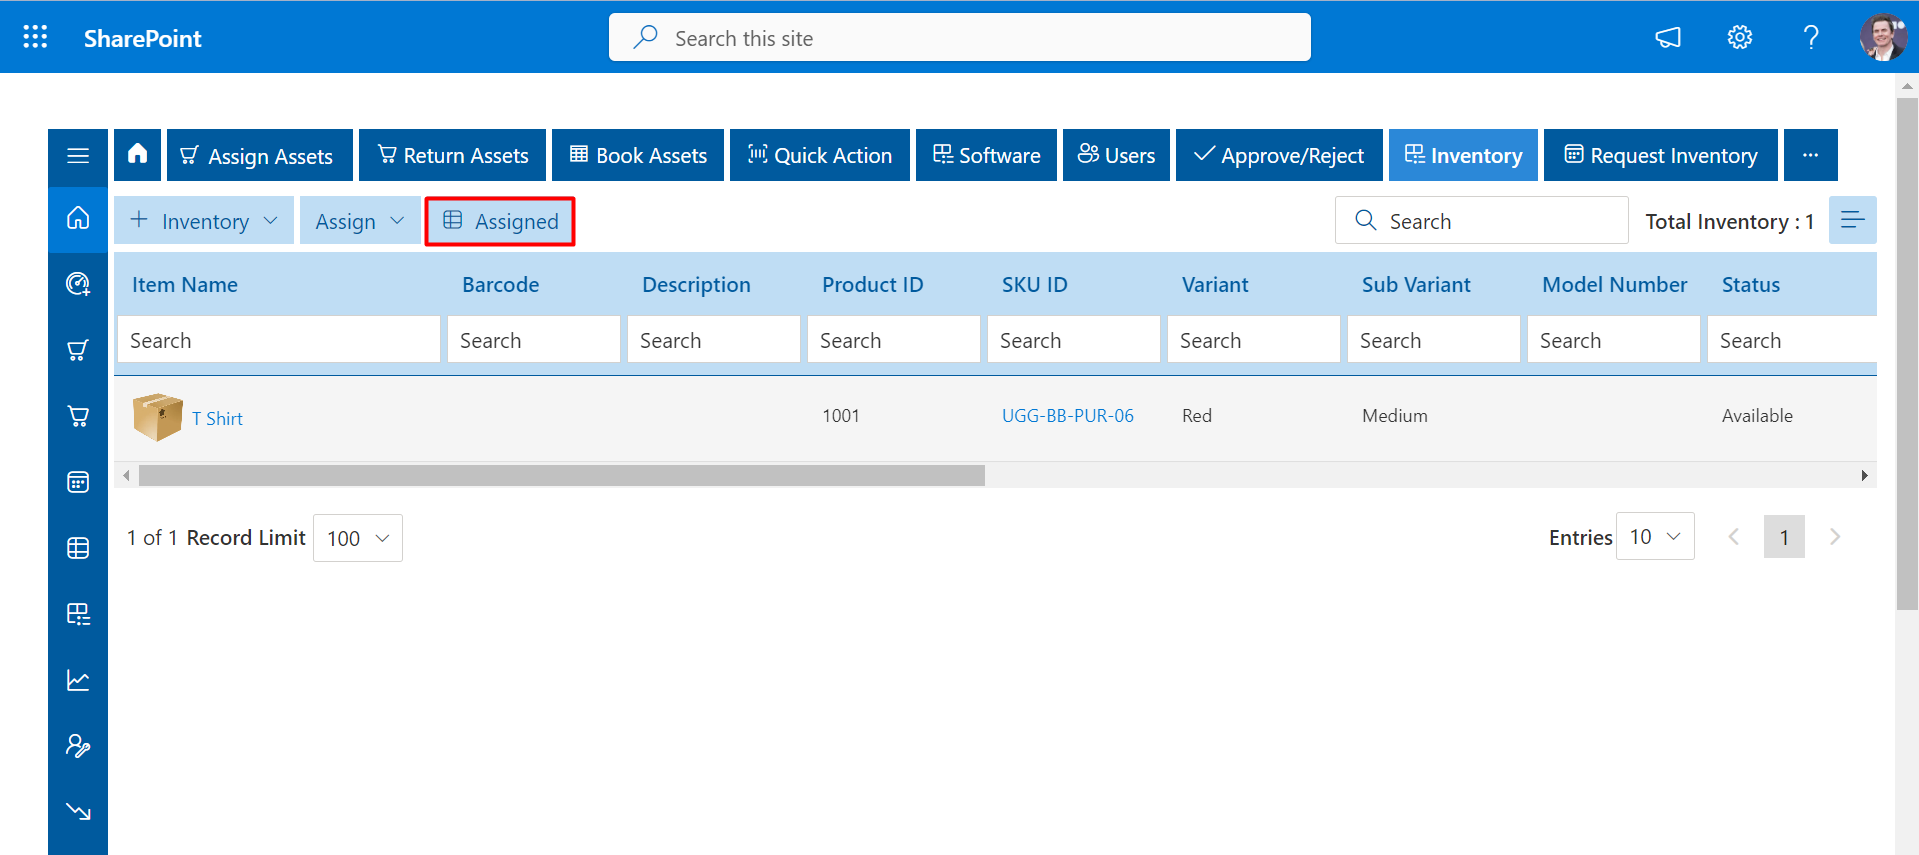 SharePoint
Search this site
Assign Assets Return Assets Book Assets Quick Action Software Users Approve/Reject Inventory Request Inventory ...
+ Inventory Assign Assigned Search Total Inventory : 1
Item Name Barcode Description Product ID SKU ID Variant Sub Variant Model Number Status
Search Search Search Search Search Search Search Search Search
T Shirt 1001 UGG-BB-PUR-06 Red Medium Available
1 of 1 Record Limit 100 Entries 10 1